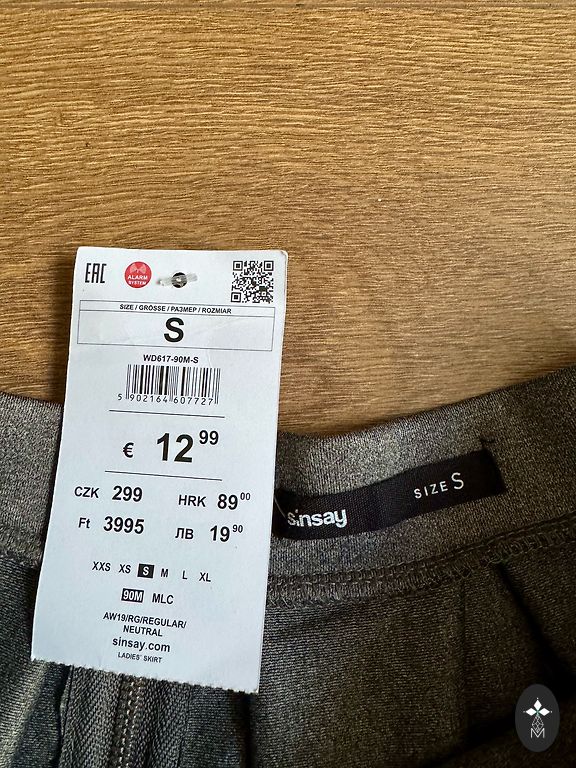 EAC
ALARM
SYSTEM
SIZE / GRÖSSE / РАЗМЕР / ROZMIAR
S
WD617-90M-S
5 902164 607727
€ 12 99
CZK 299 HRK 89 00
Ft 3995 ЛВ 19 90
XXS XS S M L XL
90M MLC
AW19/RG/REGULAR/
NEUTRAL
sinsay.com
LADIES' SKIRT
sinsay SIZE S
M